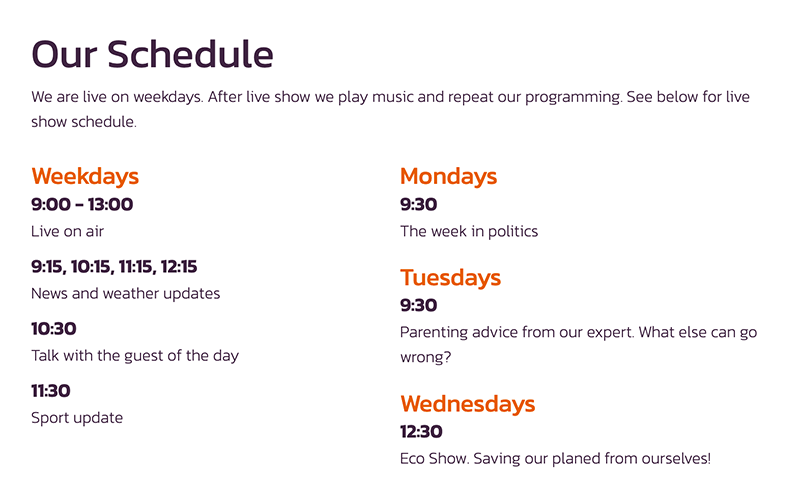 Our Schedule
We are live on weekdays. After live show we play music and repeat our programming. See below for live
show schedule.
Weekdays
9:00 – 13:00
Live on air
9:15, 10:15, 11:15, 12:15
News and weather updates
10:30
Talk with the guest of the day
11:30
Sport update
Mondays
9:30
The week in politics
Tuesdays
9:30
Parenting advice from our expert. What else can go
wrong?
Wednesdays
12:30
Eco Show. Saving our planed from ourselves!